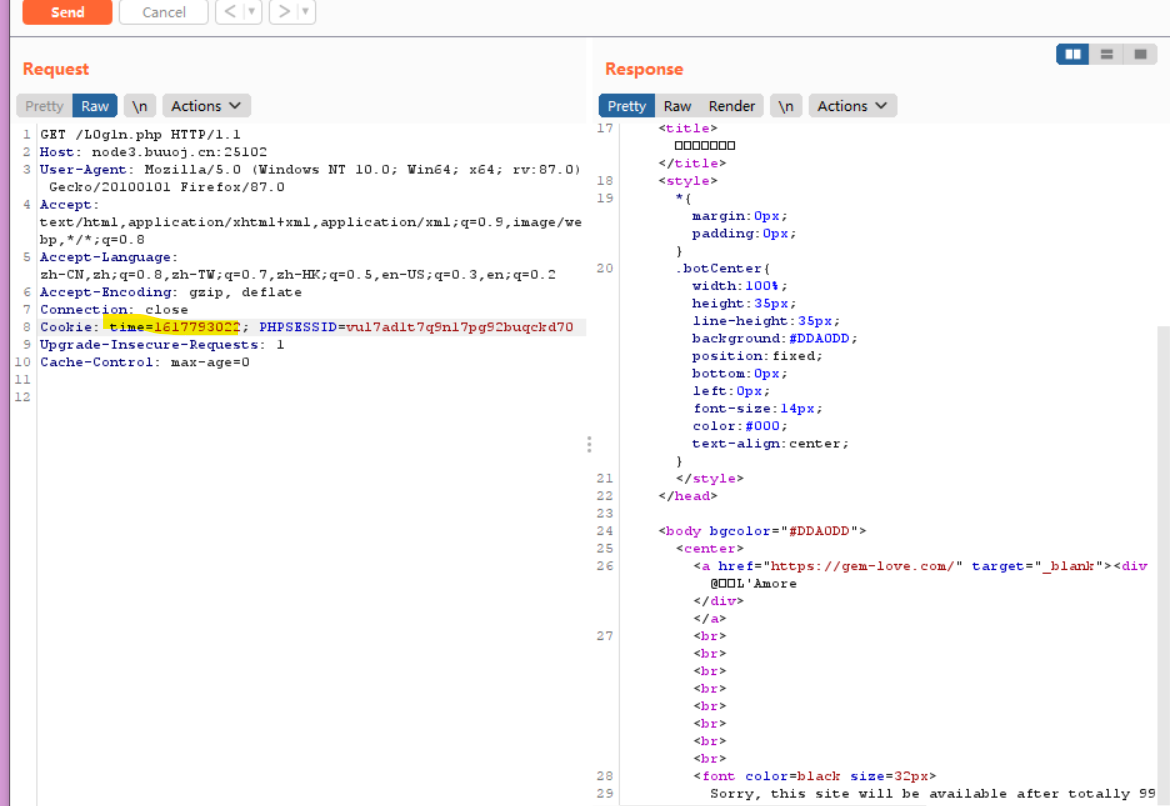 Send
Cancel
<
>
Request
Response
Pretty
Raw
\n
Actions
Pretty
Raw
Render
\n
Actions
1 GET /L0g1n.php HTTP/1.1
2 Host: node3.buuoj.cn:25102
3 User-Agent: Mozilla/5.0 (Windows NT 10.0; Win64; x64; rv:87.0)
Gecko/20100101 Firefox/87.0
4 Accept:
text/html,application/xhtml+xml,application/xml;q=0.9,image/we
bp,*/*;q=0.8
5 Accept-Language:
zh-CN,zh;q=0.8,zh-TW;q=0.7,zh-HK;q=0.5,en-US;q=0.3,en;q=0.2
6 Accept-Encoding: gzip, deflate
7 Connection: close
8 Cookie: time=1617793022; PHPSESSID=vul7adlt7q9nl7pg92buqckd70
9 Upgrade-Insecure-Requests: 1
10 Cache-Control: max-age=0
11
12
17 <title>
□□□□□□□
</title>
18 <style>
19 *{
margin:0px;
padding:0px;
}
20 .botCenter{
width:100%;
height:35px;
line-height:35px;
background:#DDA0DD;
position:fixed;
bottom:0px;
left:0px;
font-size:14px;
color:#000;
text-align:center;
}
21 </style>
22 </head>
23
24 <body bgcolor="#DDA0DD">
25 <center>
26 <a href="https://gem-love.com/" target="_blank"><div
@□□L'Amore
</div>
</a>
27 <br>
<br>
<br>
<br>
<br>
<br>
<br>
<br>
28 <font color=black size=32px>
29 Sorry, this site will be available after totally 99